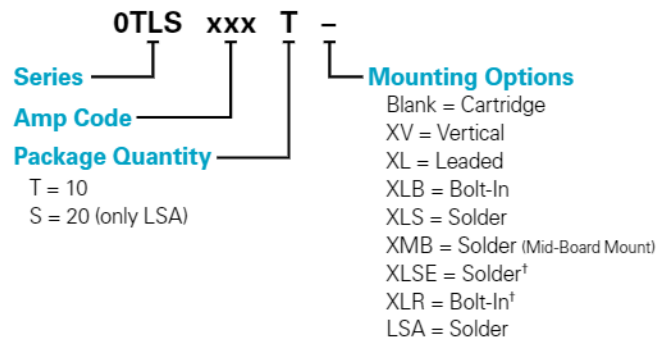 0TLS xxx T –
Series
Amp Code
Package Quantity
T = 10
S = 20 (only LSA)
Mounting Options
Blank = Cartridge
XV = Vertical
XL = Leaded
XLB = Bolt-In
XLS = Solder
XMB = Solder (Mid-Board Mount)
XLSE = Solder†
XLR = Bolt-In†
LSA = Solder